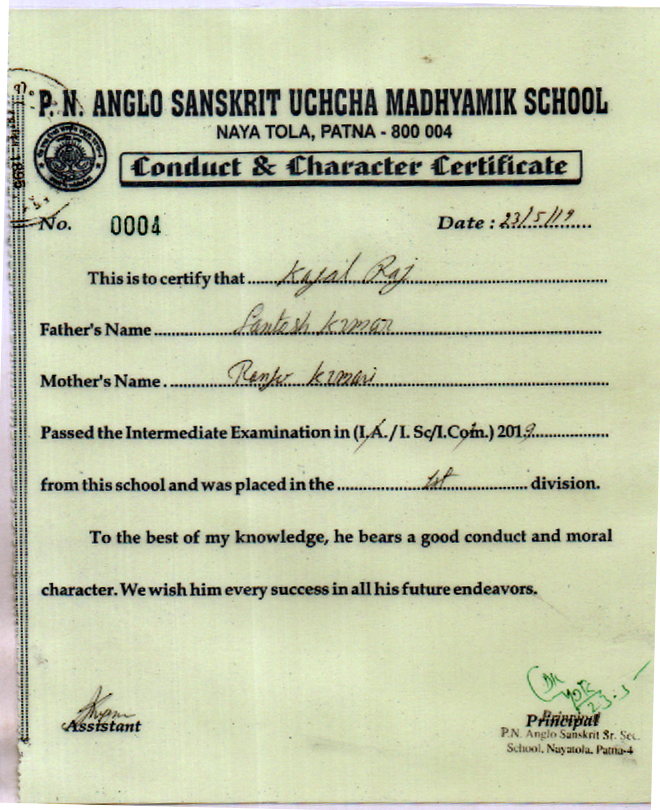 P. N. ANGLO SANSKRIT UCHCHA MADHYAMIK SCHOOL
NAYA TOLA, PATNA - 800 004
Conduct & Character Certificate
No. 0004 Date : 23/5/19
This is to certify that Kajal Raj
Father's Name Santosh Kumar
Mother's Name Ranju Kumari
Passed the Intermediate Examination in (I.A./I. Sc/I.Com.) 2019
from this school and was placed in the 1st division.
To the best of my knowledge, he bears a good conduct and moral
character. We wish him every success in all his future endeavors.
Assistant
Principal
Principal
P.N. Anglo Sanskrit Sr. Sec.
School, Nayatola, Patna-4